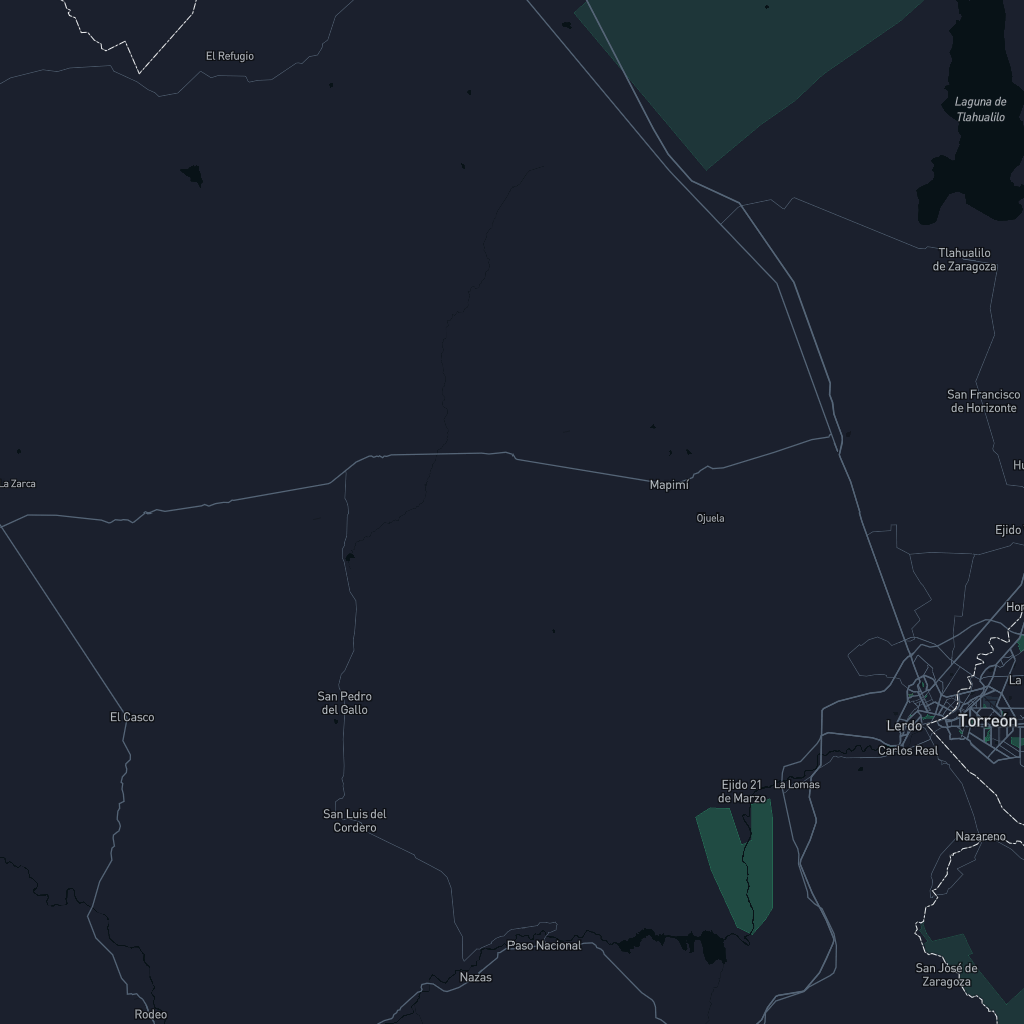 El Refugio
Laguna de
Tlahualilo
Tlahualilo
de Zaragoza
San Francisco
de Horizonte
La Zarca
Mapimí
Ojuela
Ejido
San Pedro
del Gallo
El Casco
La
Lerdo
Torreón
Carlos Real
Ejido 21
de Marzo
La Lomas
San Luis del
Cordero
Nazareno
Paso Nacional
Nazas
San José de
Zaragoza
Rodeo